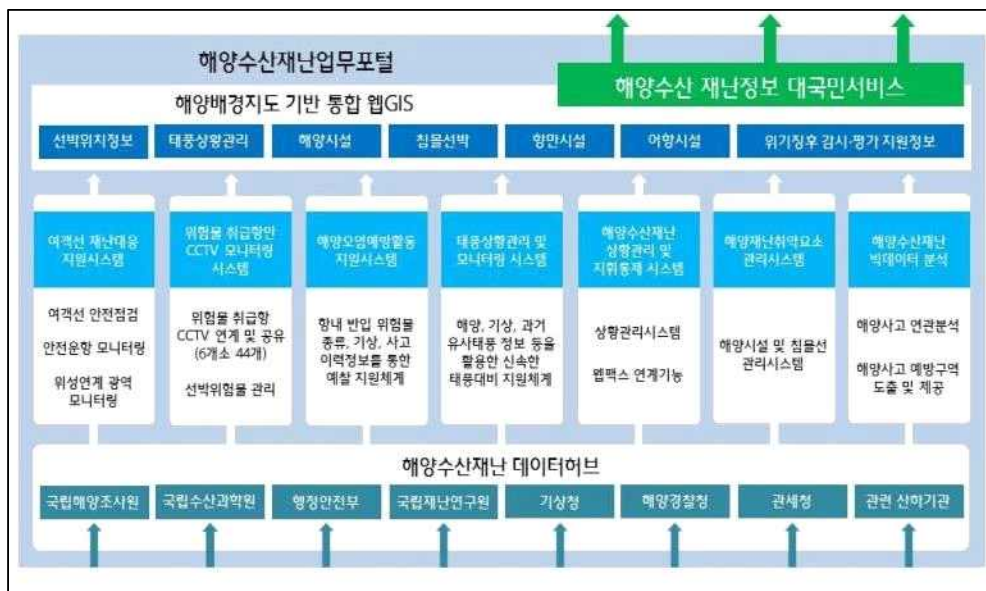 해양수산재난업무포털
해양수산 재난정보 대국민서비스
해양배경지도 기반 통합 웹GIS
선박위치정보
태풍상황관리
해양시설
침몰선박
항만시설
어항시설
위기징후 감시·평가 지원정보
여객선 재난대응
지원시스템
여객선 안전점검
안전운항 모니터링
위성연계 광역
모니터링
위험물 취급항만
CCTV 모니터링
시스템
위험물 취급항
CCTV 연계 및 공유
(6개소 44개)
선박위험물 관리
해양오염예방활동
지원시스템
항내 반입 위험물
종류, 기상, 사고
이력정보를 통한
예찰 지원체계
태풍상황관리 및
모니터링 시스템
해양, 기상, 과거
유사태풍 정보 등을
활용한 신속한
태풍대비 지원체계
해양수산재난
상황관리 및
지휘통제 시스템
상황관리시스템
웹팩스 연계기능
해양재난취약요소
관리시스템
해양시설 및 침몰선
관리시스템
해양수산재난
빅데이터 분석
해양사고 연관분석
해양사고 예방구역
도출 및 제공
해양수산재난 데이터허브
국립해양조사원
국립수산과학원
행정안전부
국립재난연구원
기상청
해양경찰청
관세청
관련 산하기관